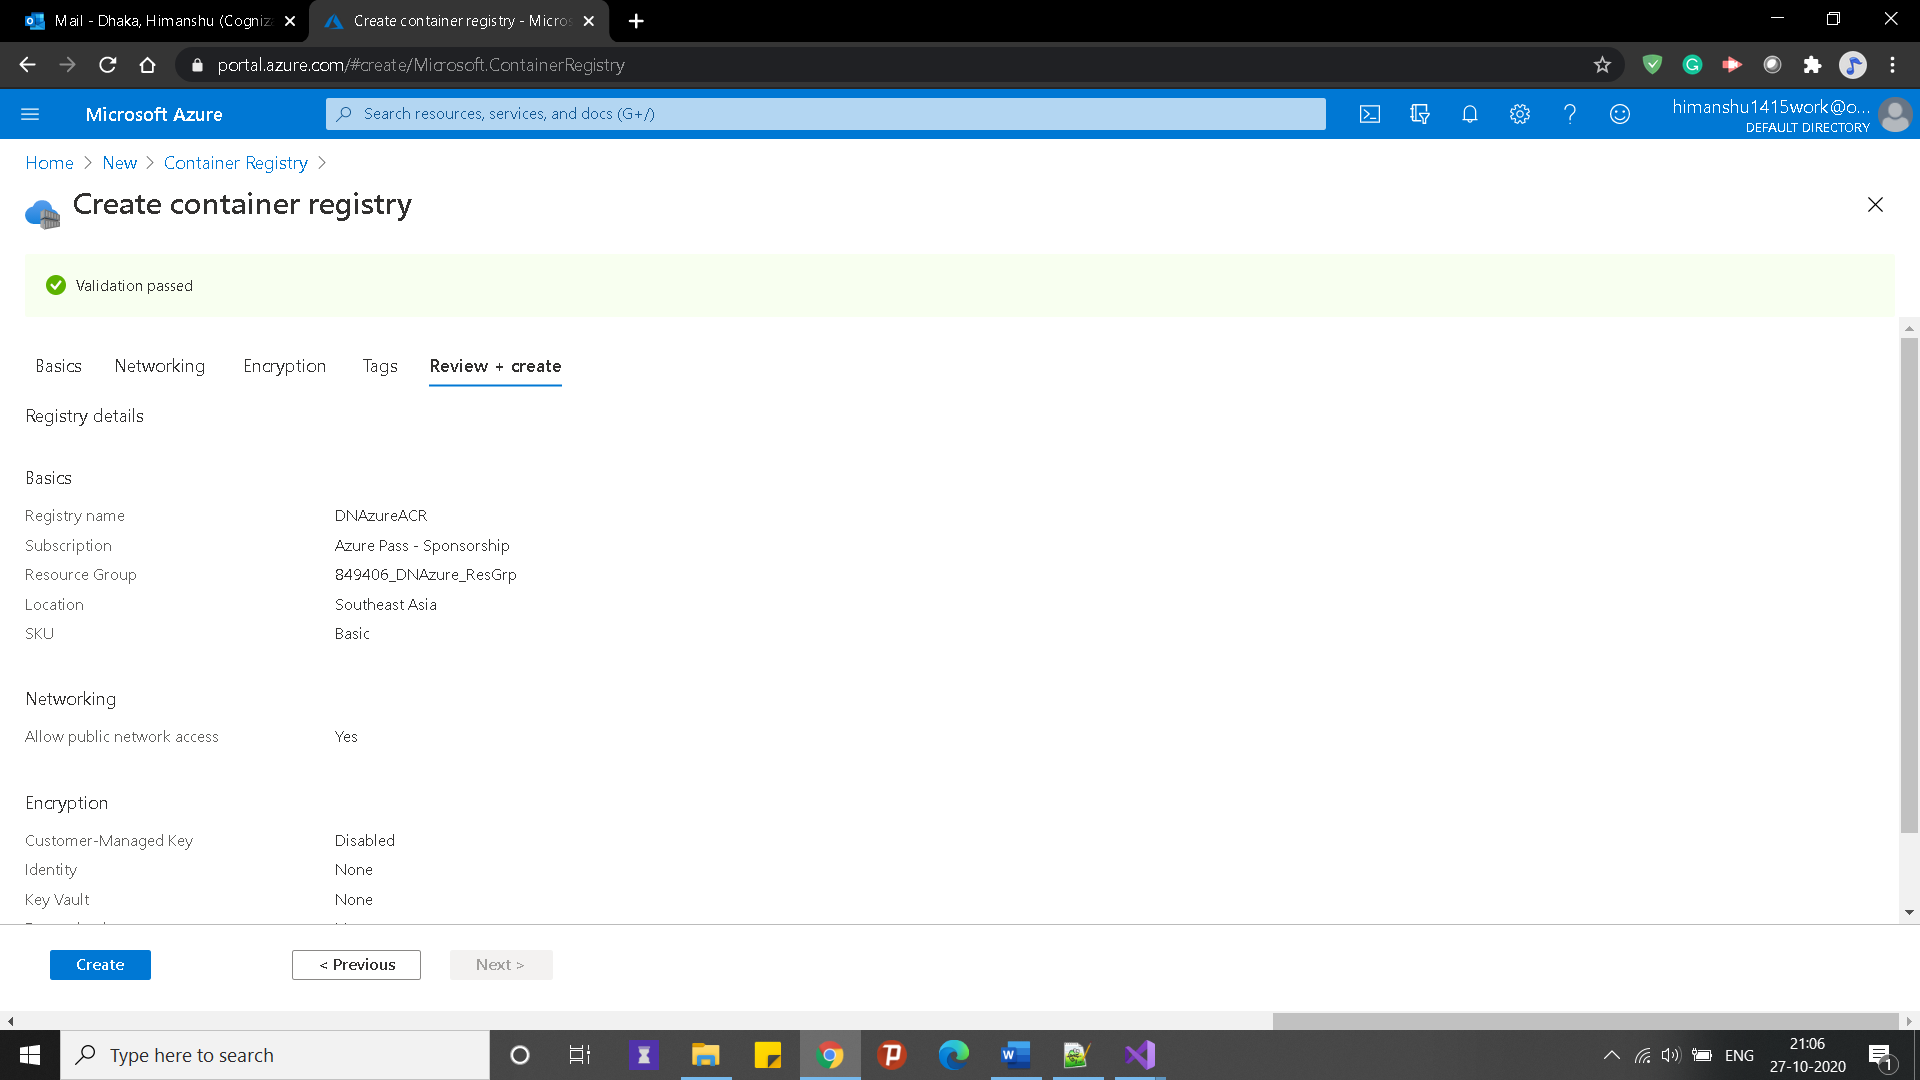 Mail - Dhaka, Himanshu (Cogniz
Create container registry - Micros
portal.azure.com/#create/Microsoft.ContainerRegistry
Microsoft Azure
Search resources, services, and docs (G+/)
himanshu1415work@o...
DEFAULT DIRECTORY
Home > New > Container Registry >
Create container registry
Validation passed
Basics Networking Encryption Tags Review + create
Registry details
Basics
Registry name DNAzureACR
Subscription Azure Pass - Sponsorship
Resource Group 849406_DNAzure_ResGrp
Location Southeast Asia
SKU Basic
Networking
Allow public network access Yes
Encryption
Customer-Managed Key Disabled
Identity None
Key Vault None
Create < Previous Next >
Type here to search
ENG
21:06
27-10-2020
1